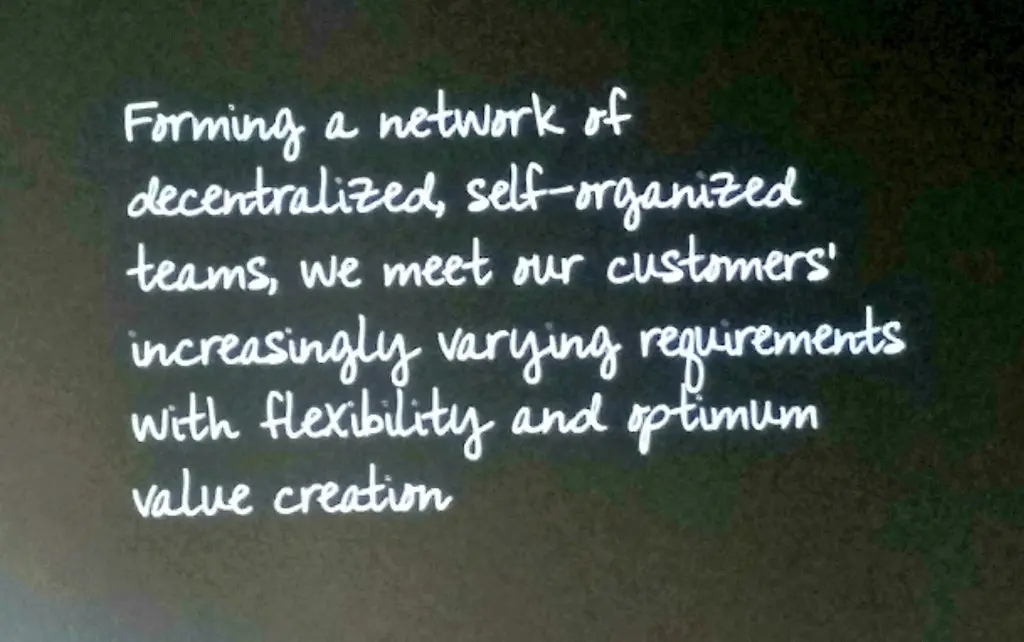 Forming a network of
decentralized, self-organized
teams, we meet our customers'
increasingly varying requirements
with flexibility and optimum
value creation